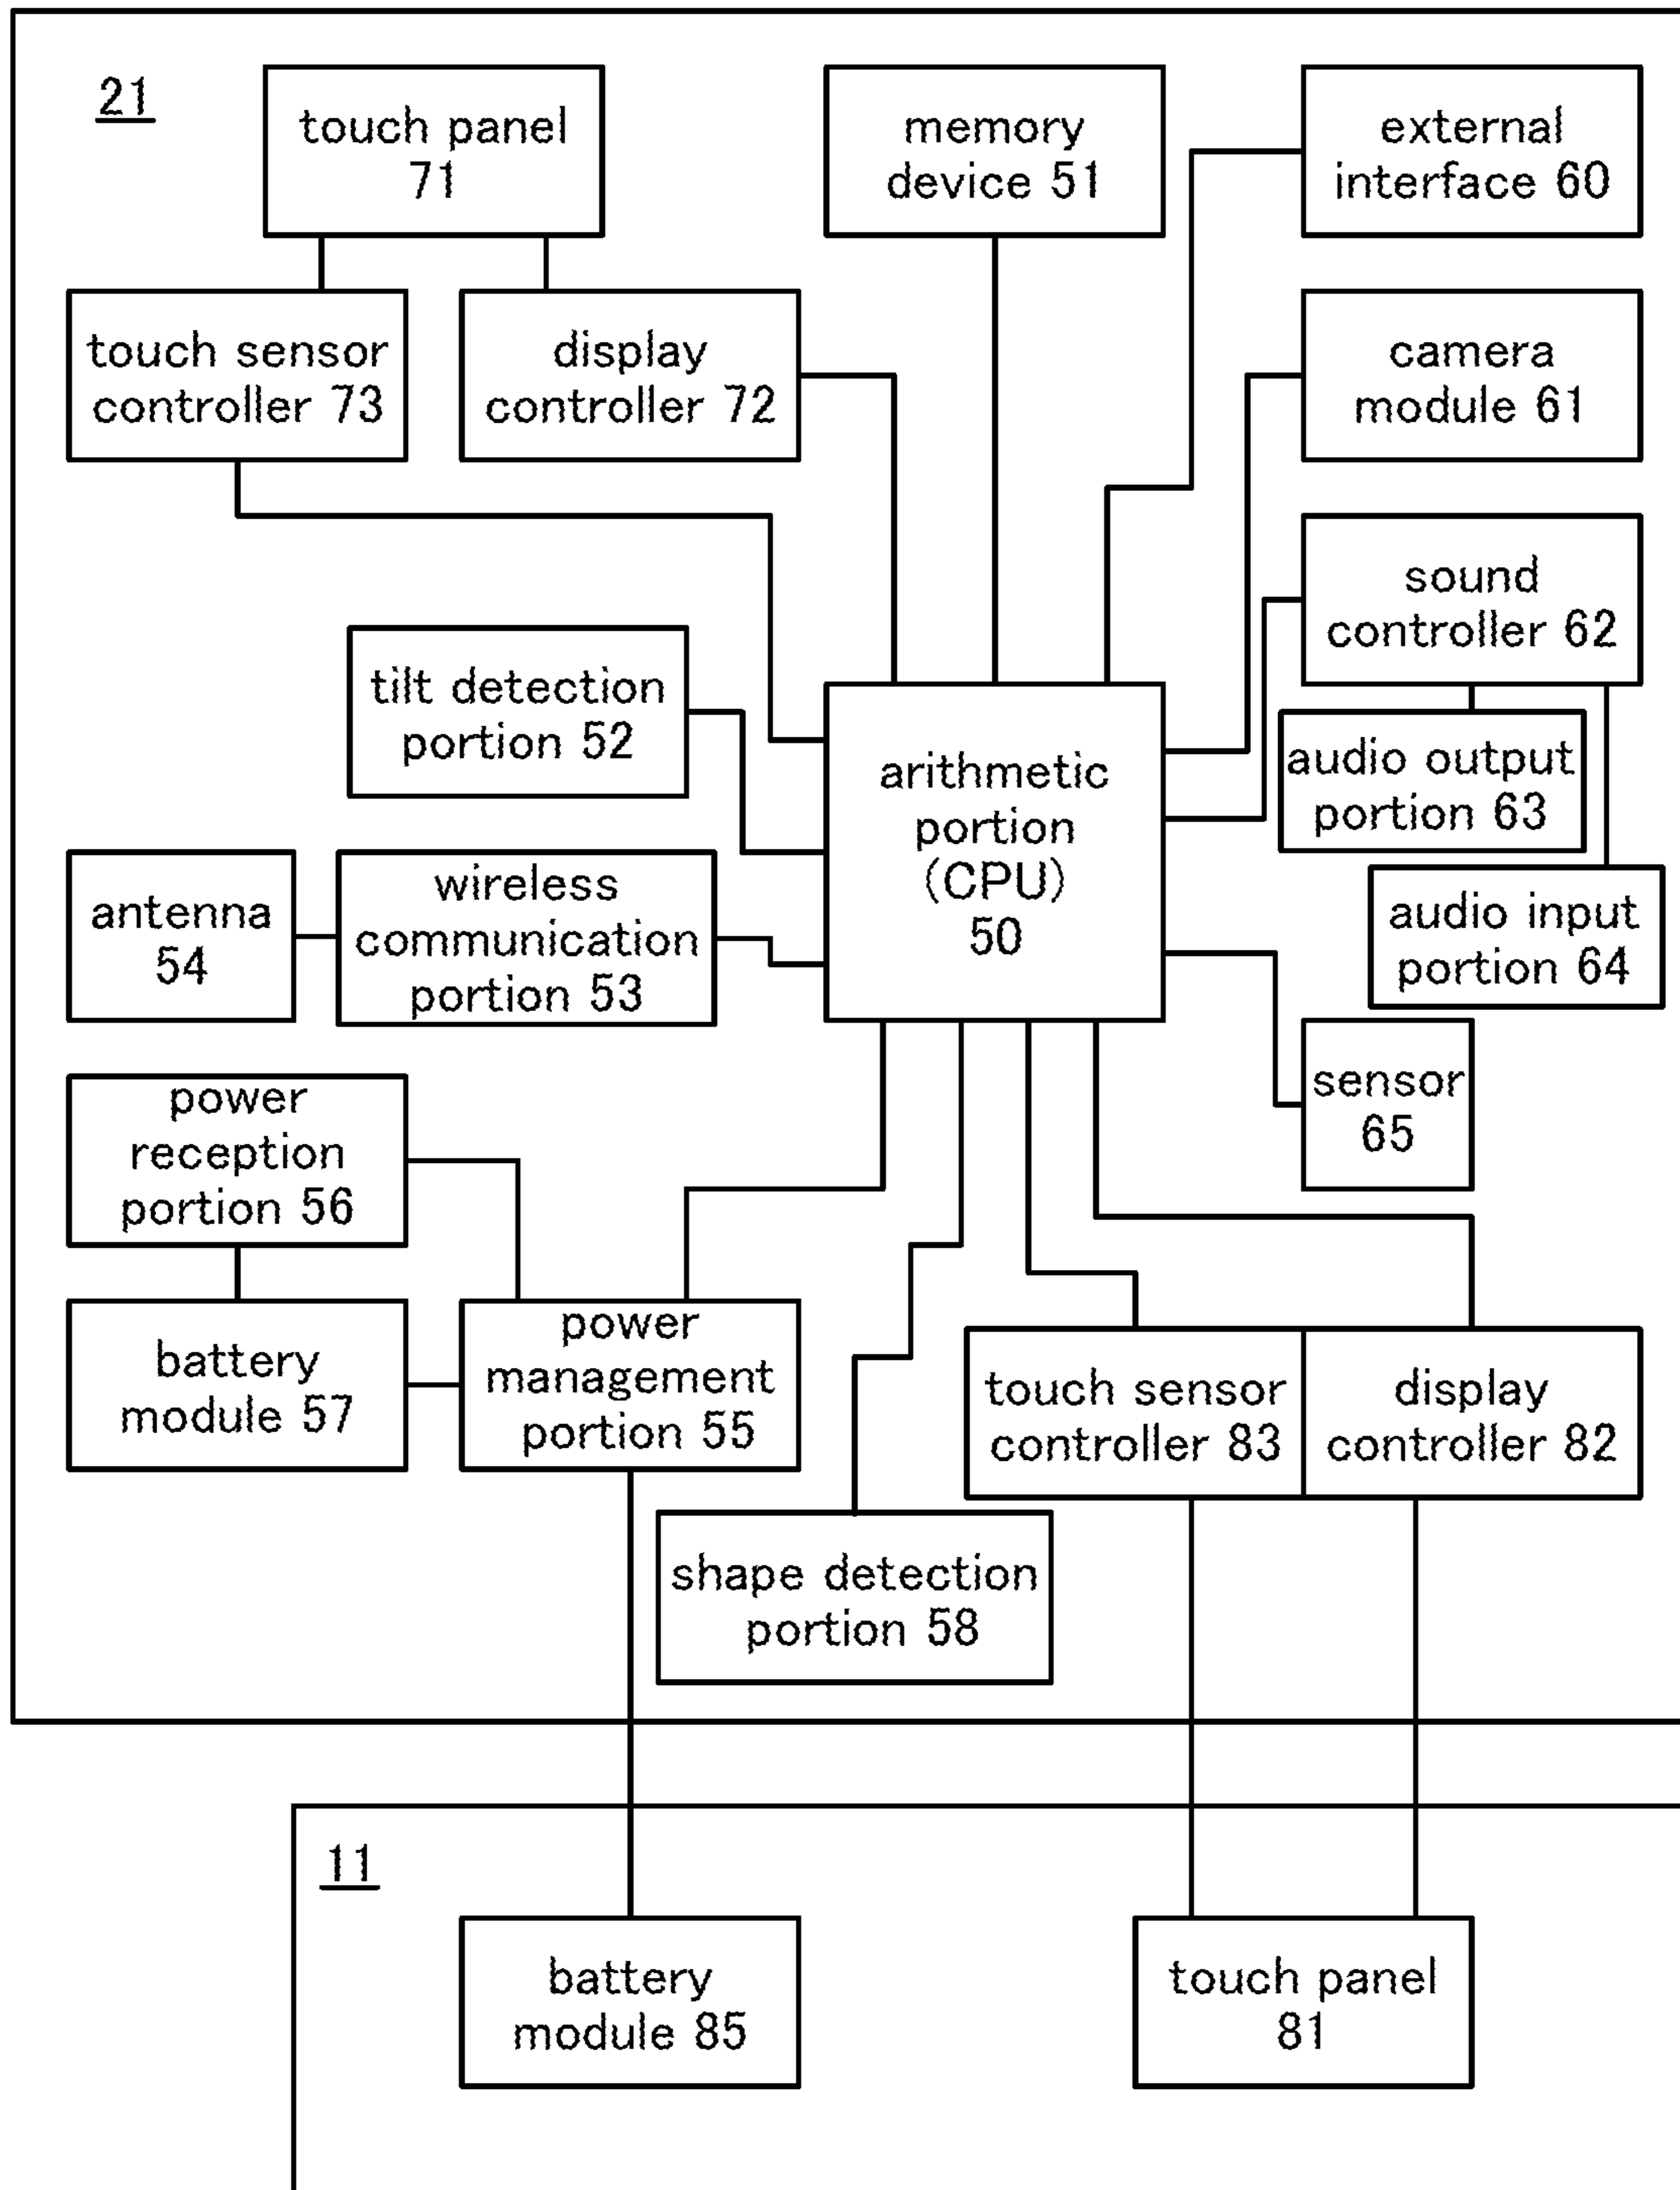 21
touch panel
71
memory
device 51
external
interface 60
touch sensor
controller 73
display
controller 72
camera
module 61
sound
controller 62
tilt detection
portion 52
arithmetic
portion
(CPU)
50
audio output
portion 63
antenna
54
wireless
communication
portion 53
audio input
portion 64
sensor
65
power
reception
portion 56
battery
module 57
power
management
portion 55
touch sensor
controller 83
display
controller 82
shape detection
portion 58
11
battery
module 85
touch panel
81